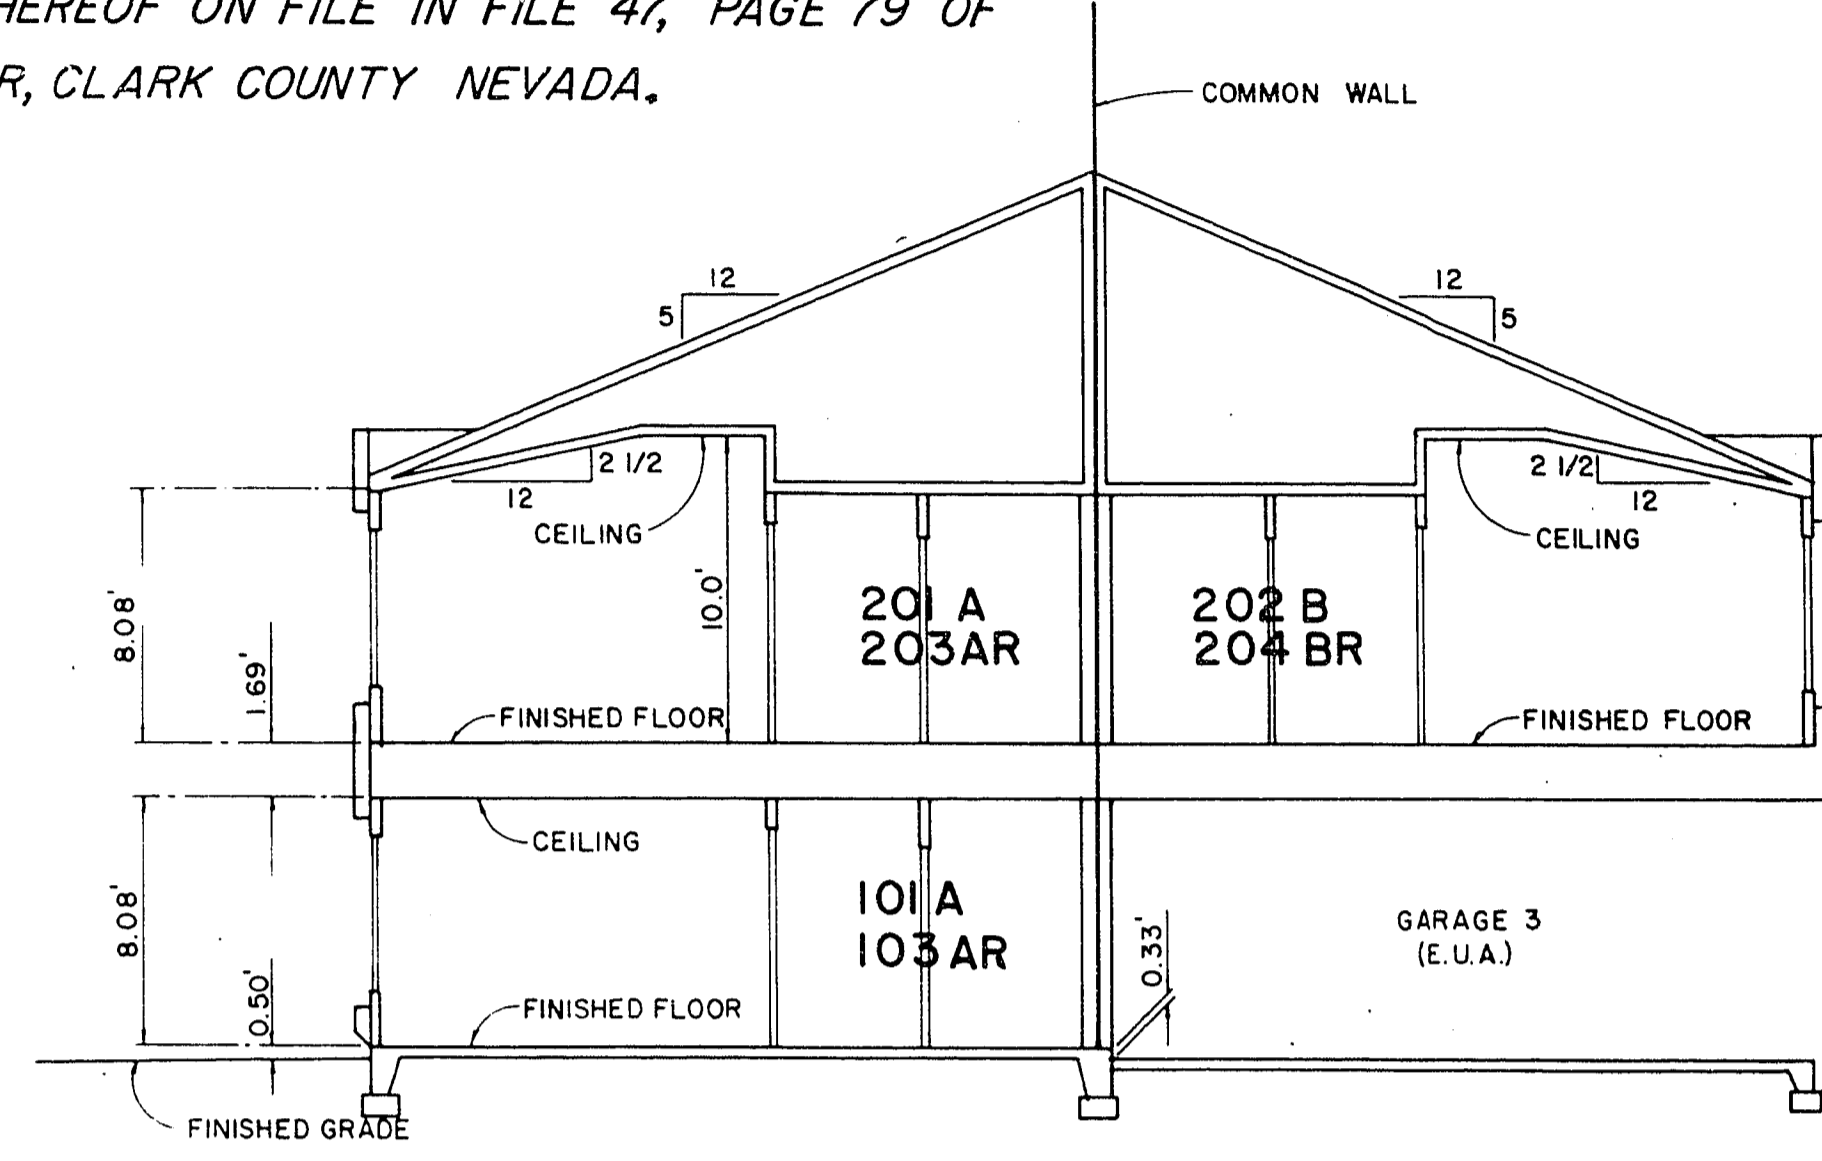 HEREOF ON FILE IN FILE 47, PAGE 79 OF
R, CLARK COUNTY NEVADA.
COMMON WALL
12
5
12
5
2 1/2
12
CEILING
2 1/2
12
CEILING
8.08'
1.69'
10.0'
201 A
203 AR
202 B
204 BR
FINISHED FLOOR
FINISHED FLOOR
CEILING
8.08'
0.50'
101 A
103 AR
0.33'
GARAGE 3
(E.U.A.)
FINISHED FLOOR
FINISHED GRADE